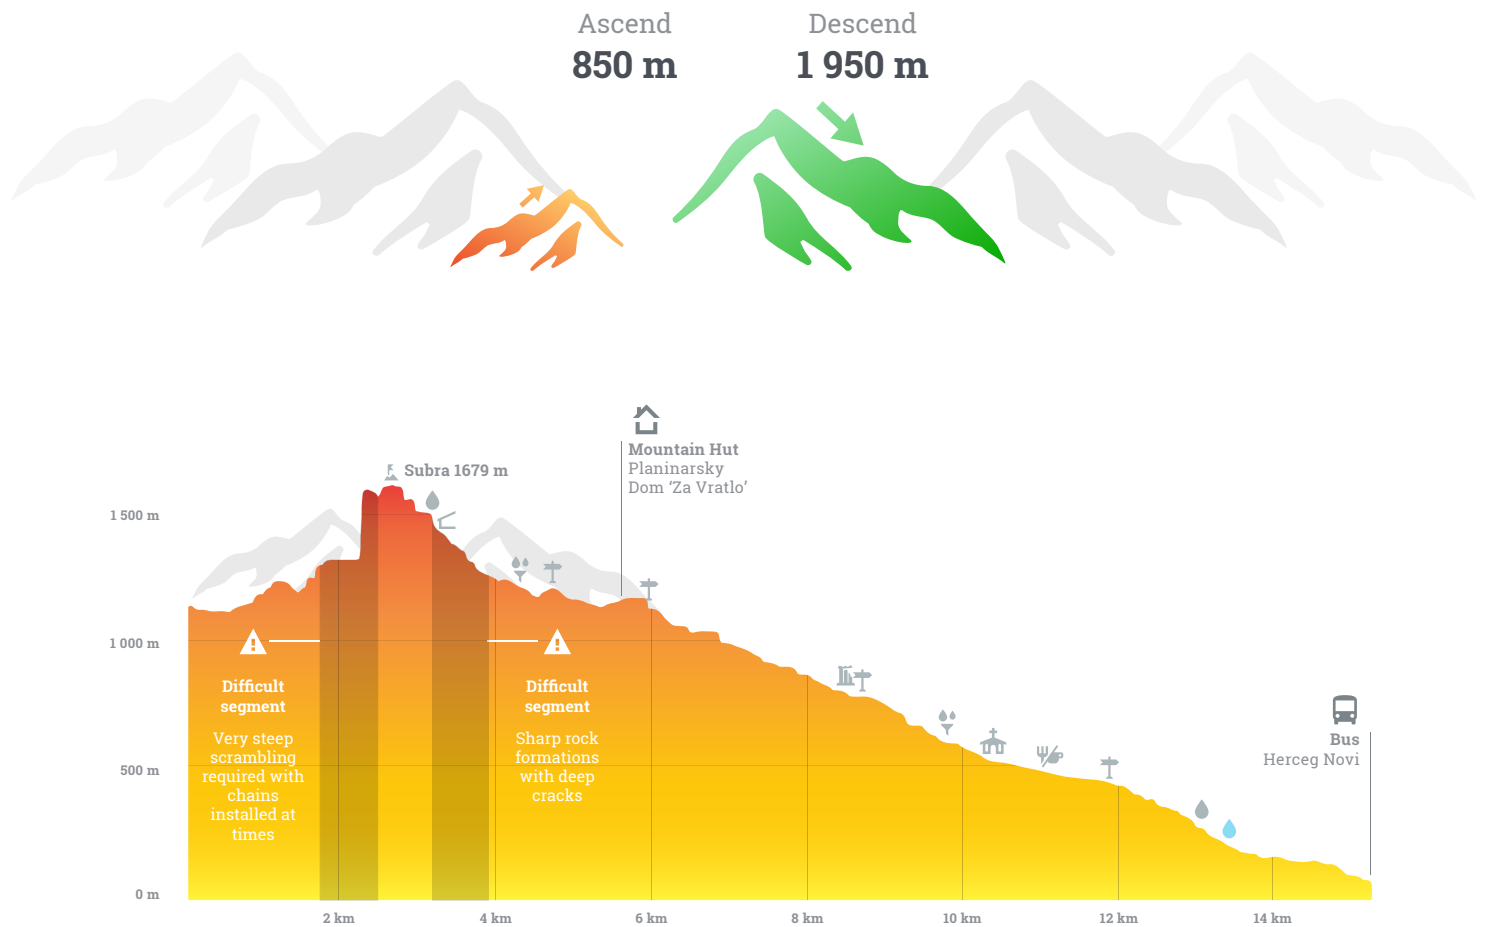 Ascend
850 m
Descend
1 950 m
Mountain Hut
Planinarsky
Dom ‘Za Vratlo’
Subra 1679 m
1 500 m
1 000 m
500 m
0 m
Difficult
segment
Very steep
scrambling
required with
chains
installed at
times
Difficult
segment
Sharp rock
formations
with deep
cracks
Bus
Herceg Novi
2 km
4 km
6 km
8 km
10 km
12 km
14 km